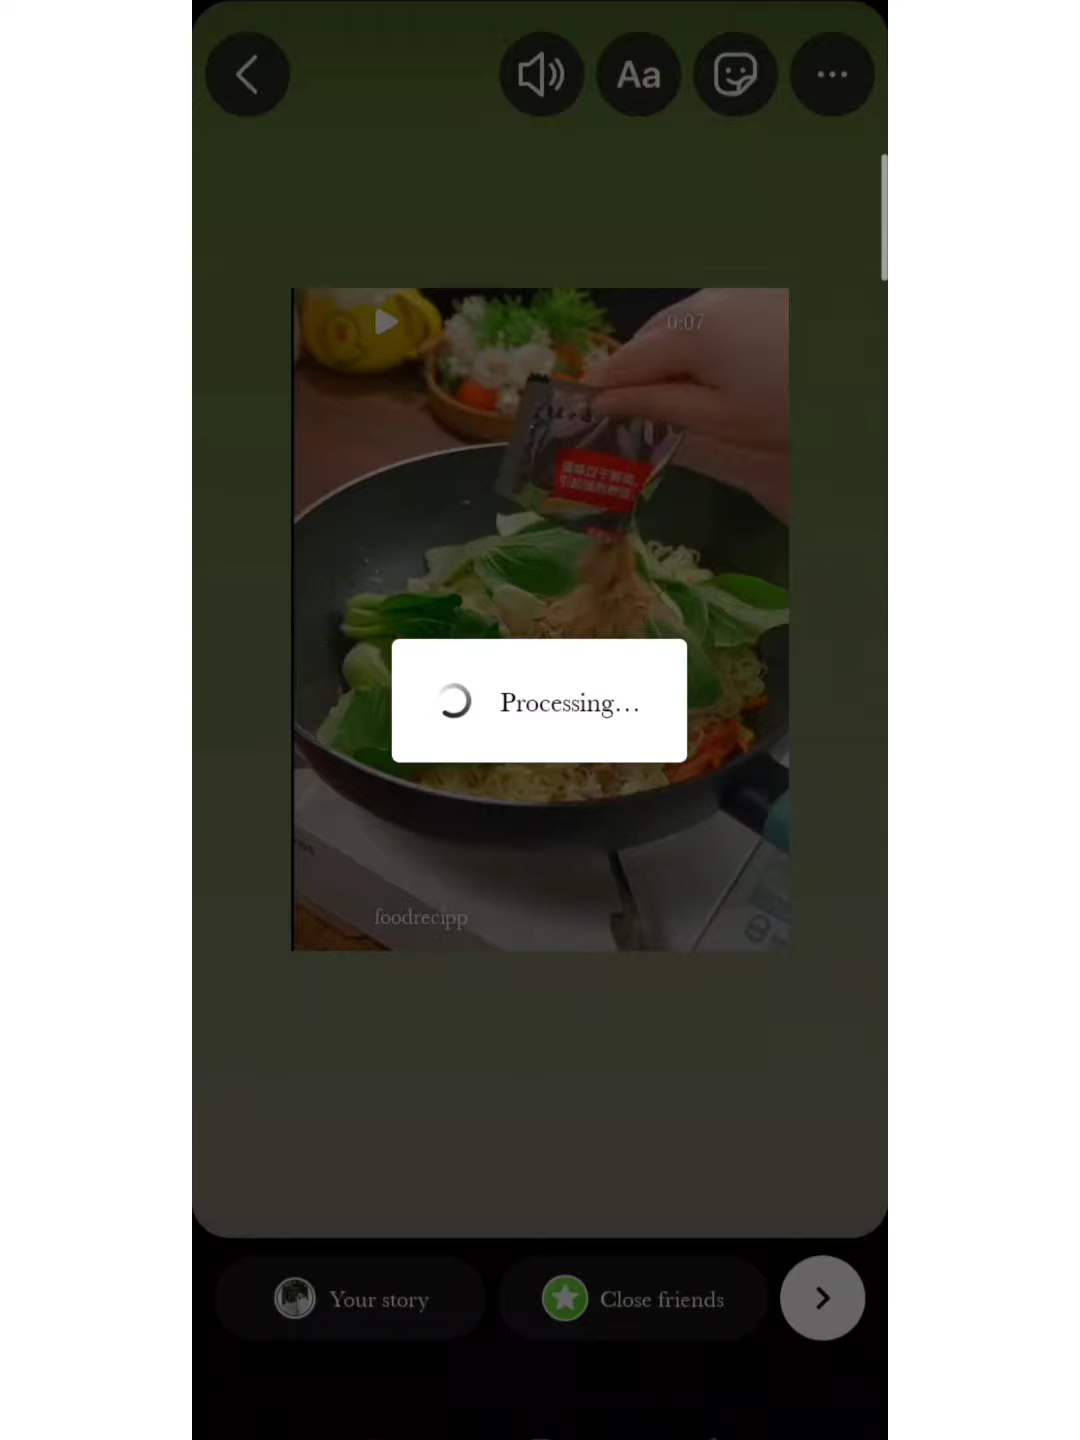 Aa
0:07
Processing...
foodrecipp
Your story
Close friends